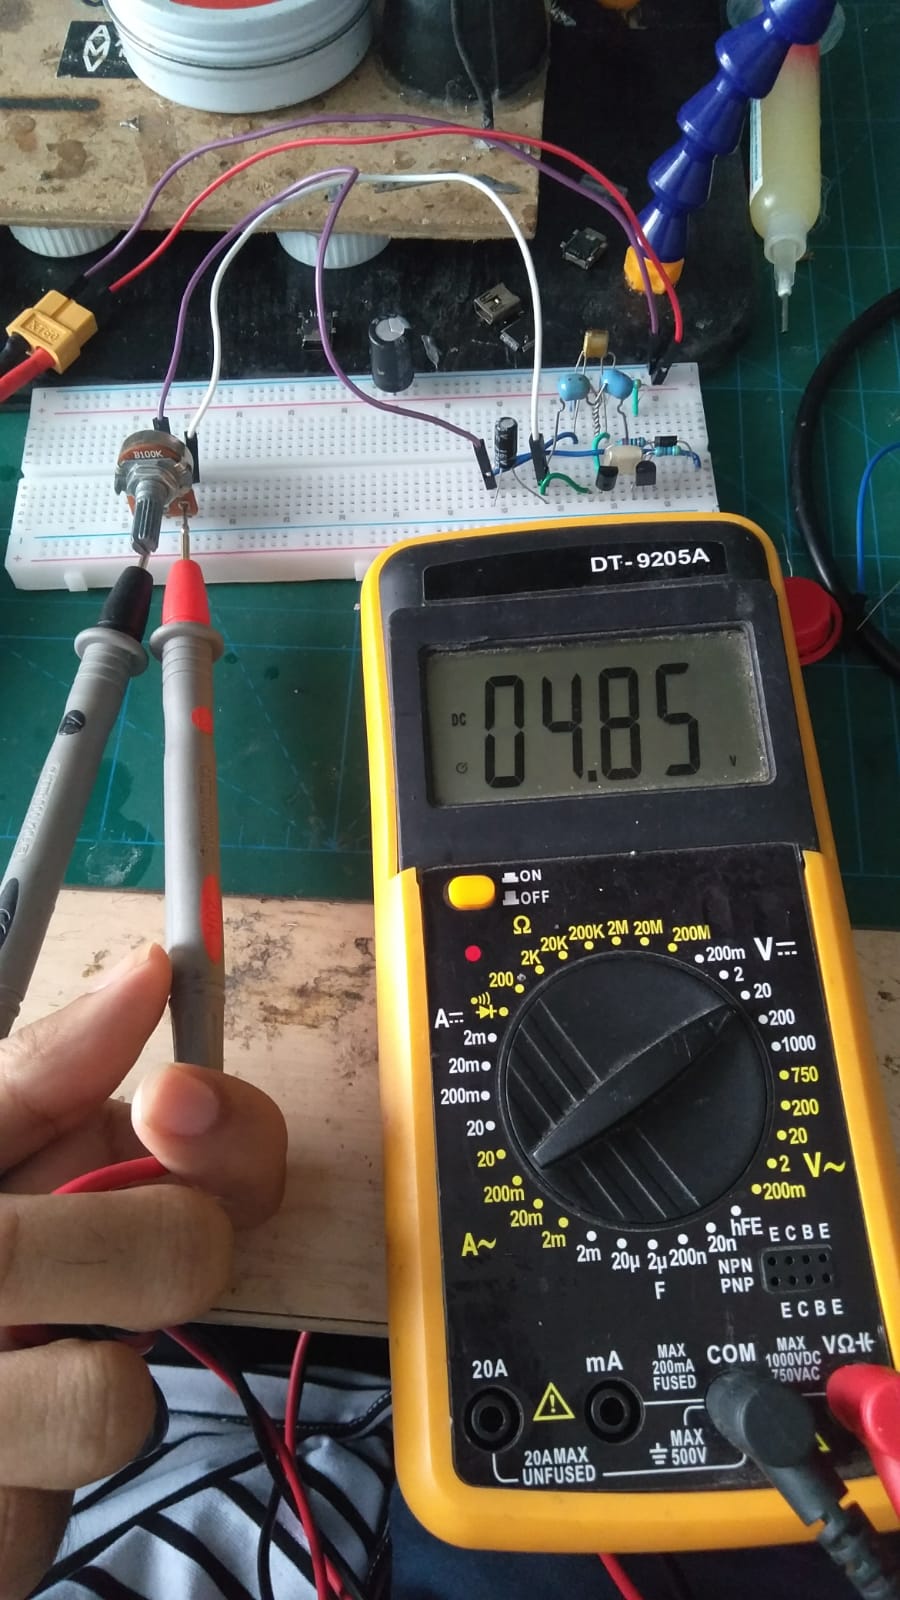 XT60
B100K
DT-9205A
DC
04.85
V
ON
OFF
Ω
2K
20K
200K
2M
20M
200M
200
200m
V⎓
2
20
200
1000
A⎓
2m
20m
200m
20
20
200m
20m
2m
A~
750
200
20
2
V~
200m
2m
20µ
2µ
200n
20n
F
hFE
E C B E
NPN
PNP
E C B E
20A
mA
MAX
200mA
FUSED
COM
MAX
1000VDC
750VAC
VΩ
20A MAX
UNFUSED
MAX
500V